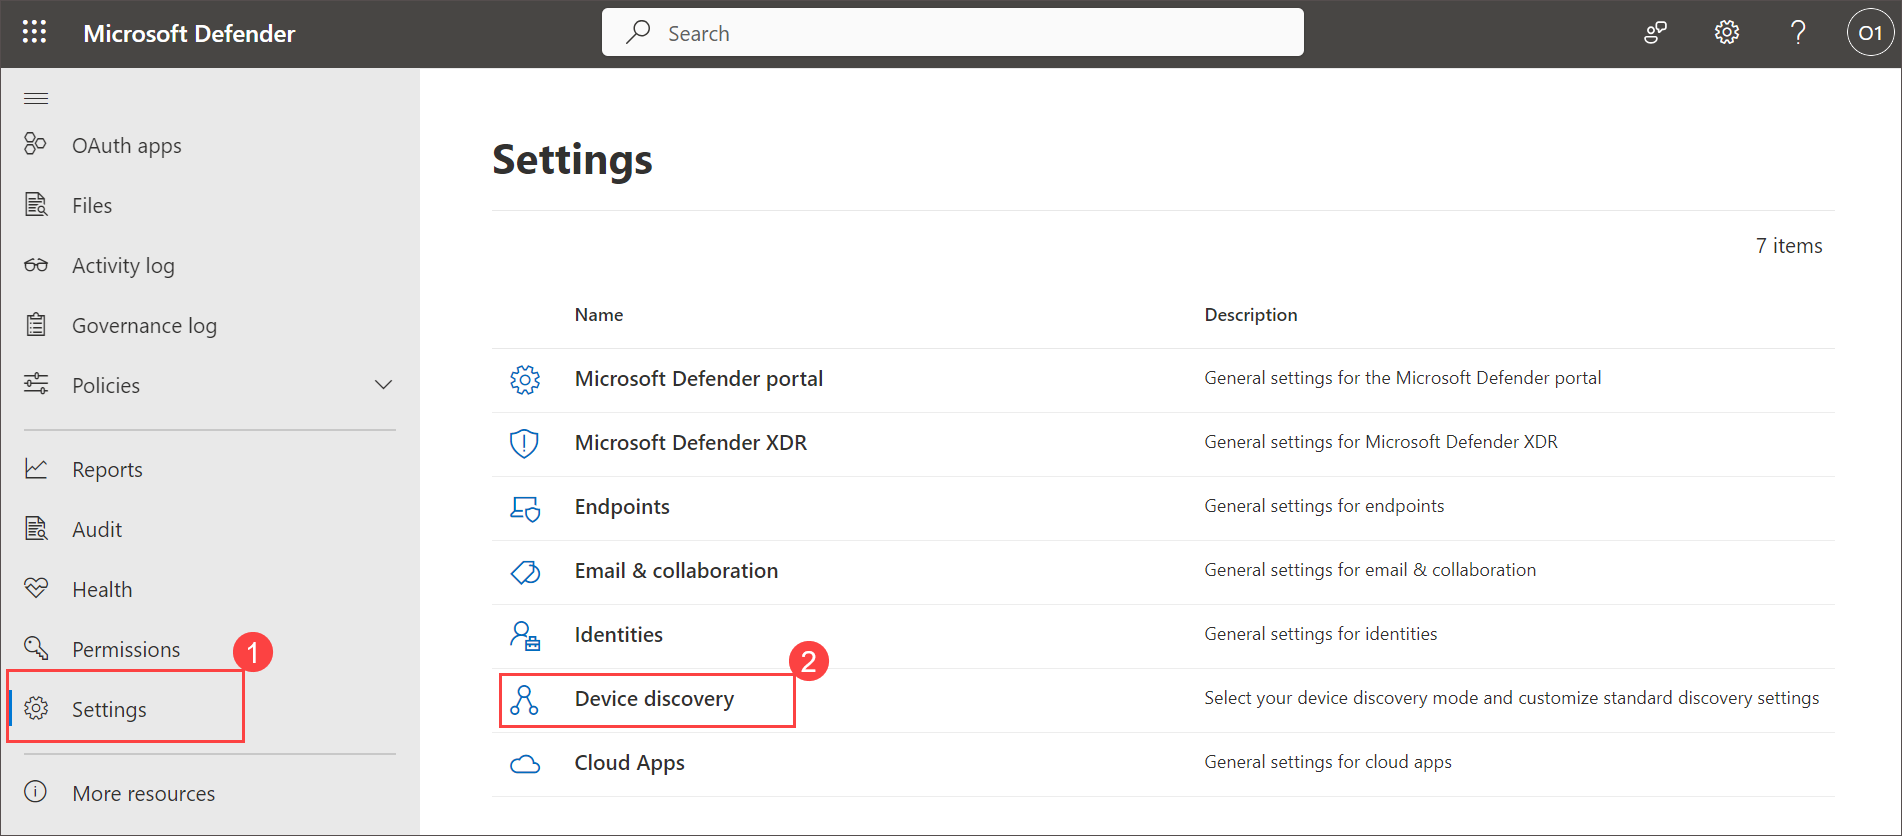 Microsoft Defender
Search
?
O1
OAuth apps
Files
Activity log
Governance log
Policies
Reports
Audit
Health
Permissions
1
Settings
More resources
Settings
7 items
Name Description
Microsoft Defender portal General settings for the Microsoft Defender portal
Microsoft Defender XDR General settings for Microsoft Defender XDR
Endpoints General settings for endpoints
Email & collaboration General settings for email & collaboration
Identities General settings for identities
2
Device discovery Select your device discovery mode and customize standard discovery settings
Cloud Apps General settings for cloud apps